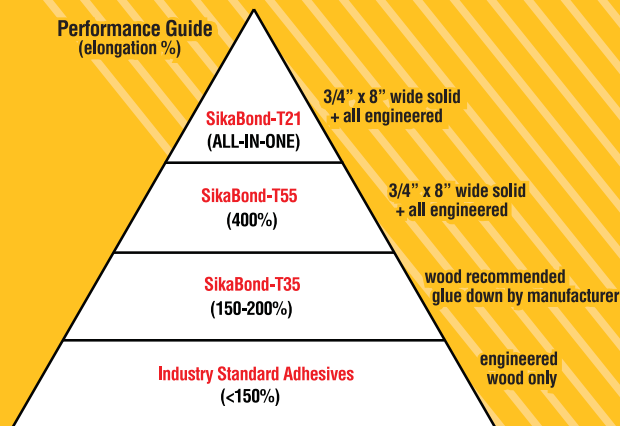 Performance Guide
(elongation %)
SikaBond-T21
(ALL-IN-ONE)
3/4” x 8” wide solid
+ all engineered
SikaBond-T55
(400%)
3/4” x 8” wide solid
+ all engineered
SikaBond-T35
(150-200%)
wood recommended
glue down by manufacturer
Industry Standard Adhesives
(<150%)
engineered
wood only